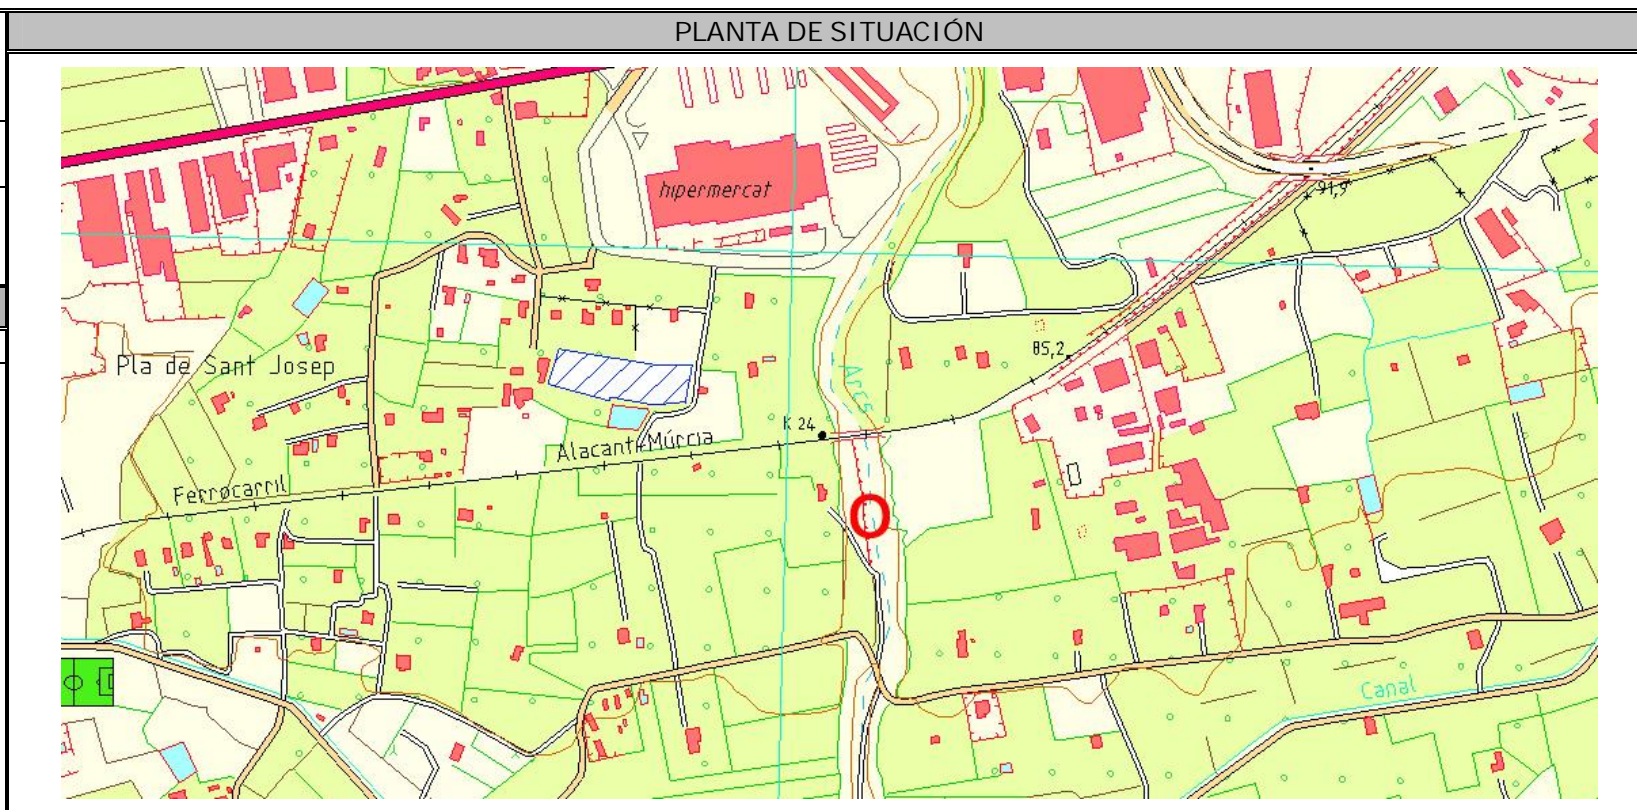 PLANTA DE SITUACIÓN
hipermercat
91,9
85,2
Pla de Sant Josep
Arcs
K 24
Alacant-Múrcia
Ferrocarril
Canal